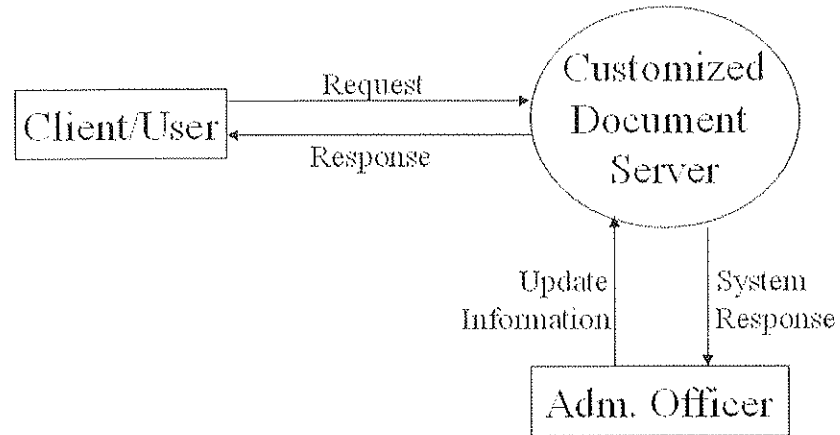 Customized
Document
Server
Request
Client/User
Response
Update
Information
System
Response
Adm. Officer